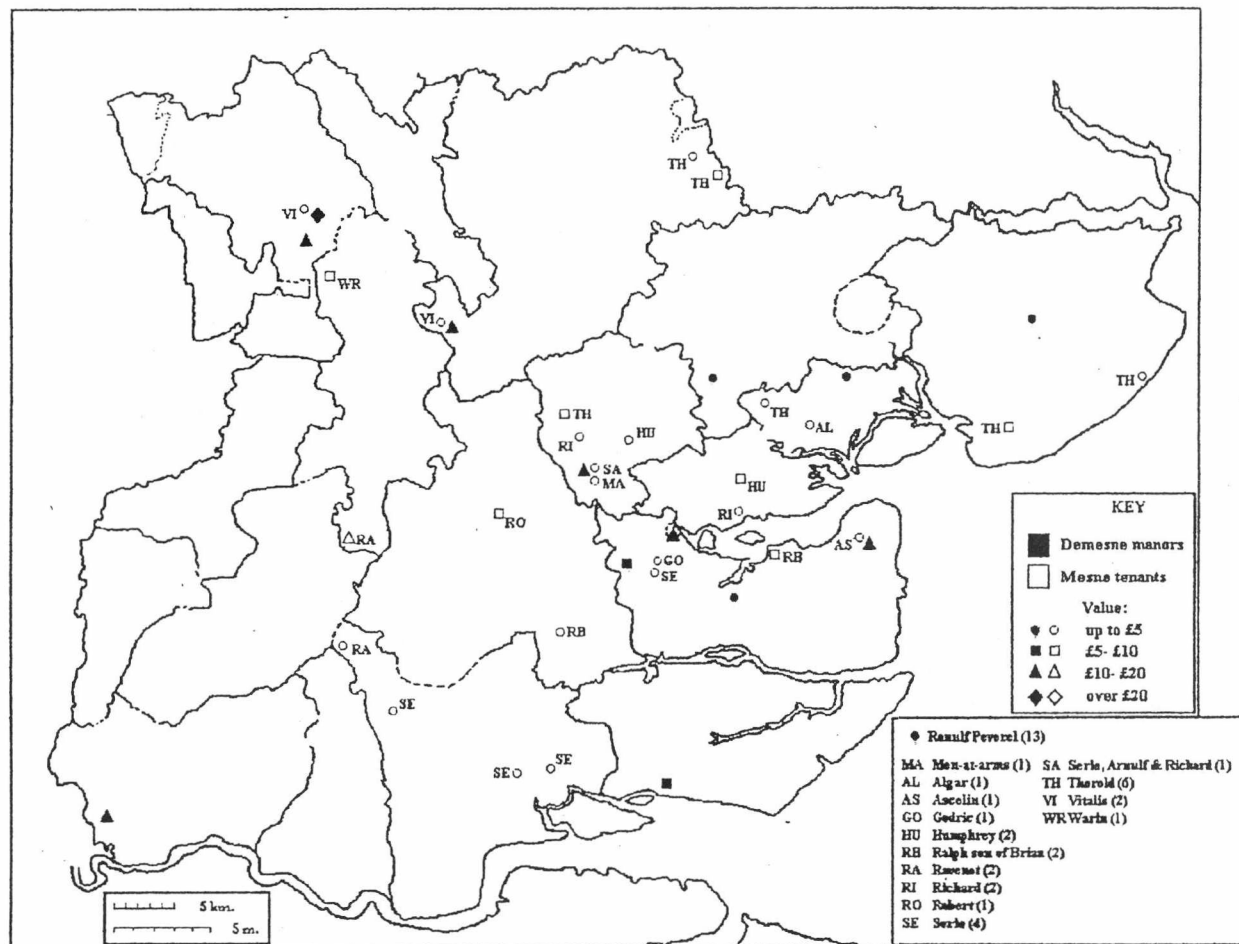 TH
TH
VI
WR
VI
TH
TH
TH
AL
TH
RI
HU
SA
MA
HU
RO
RI
RA
AS
GO
RB
SE
RB
RA
SE
SE
SE
KEY
Demesne manors
Mesne tenants
Value:
up to £5
£5- £10
£10- £20
over £20
Ranulf Peverel (13)
MA Men-at-arms (1) SA Serle, Arnulf & Richard (1)
AL Algar (1) TH Thorold (6)
AS Ascelin (1) VI Vitalis (2)
GO Godric (1) WR Warin (1)
HU Humphrey (2)
RB Ralph son of Brian (2)
RA Ravenot (2)
RI Richard (2)
RO Robert (1)
SE Serle (4)
5 km.
5 m.